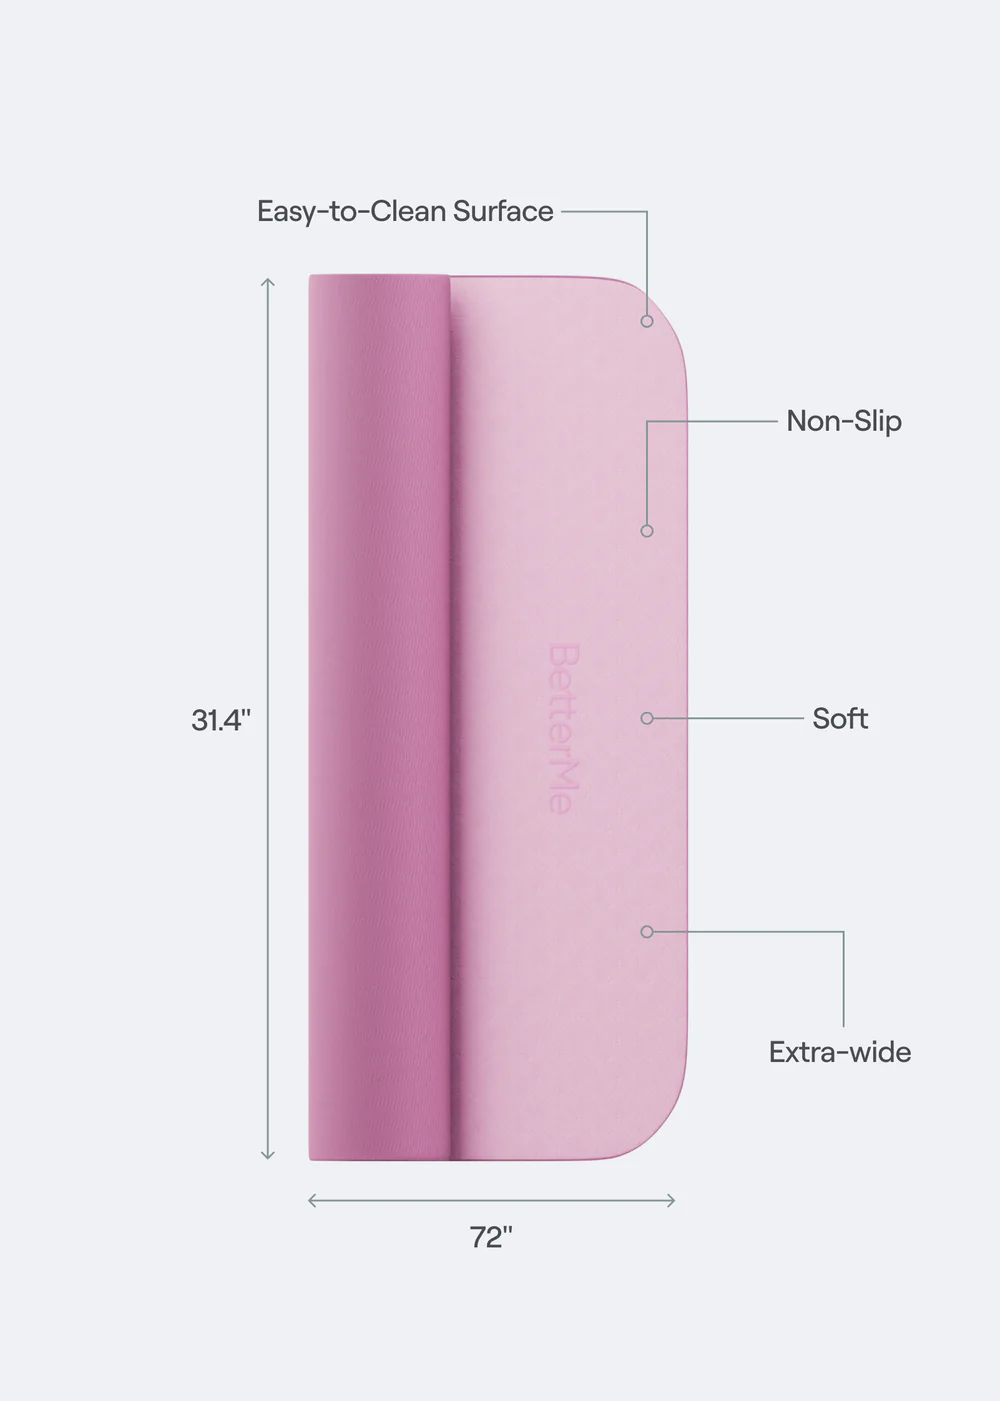 Easy-to-Clean Surface
Non-Slip
BetterMe
31.4"
Soft
Extra-wide
72"